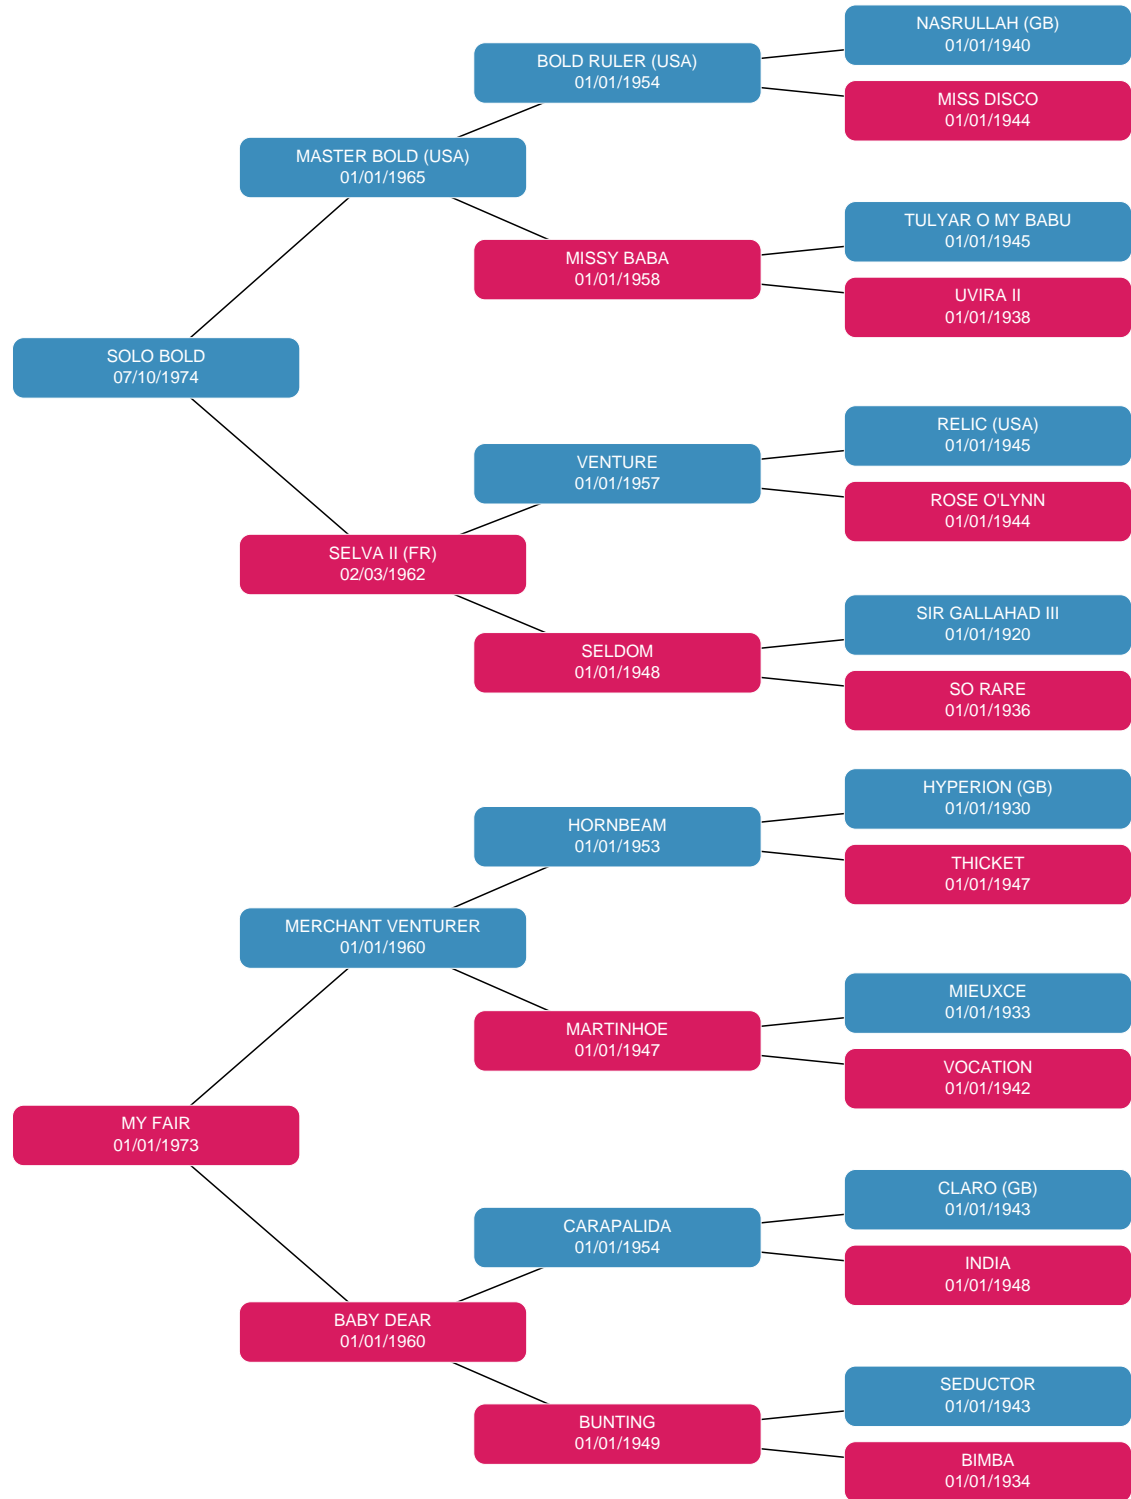 NASRULLAH (GB)
01/01/1940
BOLD RULER (USA)
01/01/1954
MISS DISCO
01/01/1944
MASTER BOLD (USA)
01/01/1965
TULYAR O MY BABU
01/01/1945
MISSY BABA
01/01/1958
UVIRA II
01/01/1938
SOLO BOLD
07/10/1974
RELIC (USA)
01/01/1945
VENTURE
01/01/1957
ROSE O'LYNN
01/01/1944
SELVA II (FR)
02/03/1962
SIR GALLAHAD III
01/01/1920
SELDOM
01/01/1948
SO RARE
01/01/1936
HYPERION (GB)
01/01/1930
HORNBEAM
01/01/1953
THICKET
01/01/1947
MERCHANT VENTURER
01/01/1960
MIEUXCE
01/01/1933
MARTINHOE
01/01/1947
VOCATION
01/01/1942
MY FAIR
01/01/1973
CLARO (GB)
01/01/1943
CARAPALIDA
01/01/1954
INDIA
01/01/1948
BABY DEAR
01/01/1960
SEDUCTOR
01/01/1943
BUNTING
01/01/1949
BIMBA
01/01/1934